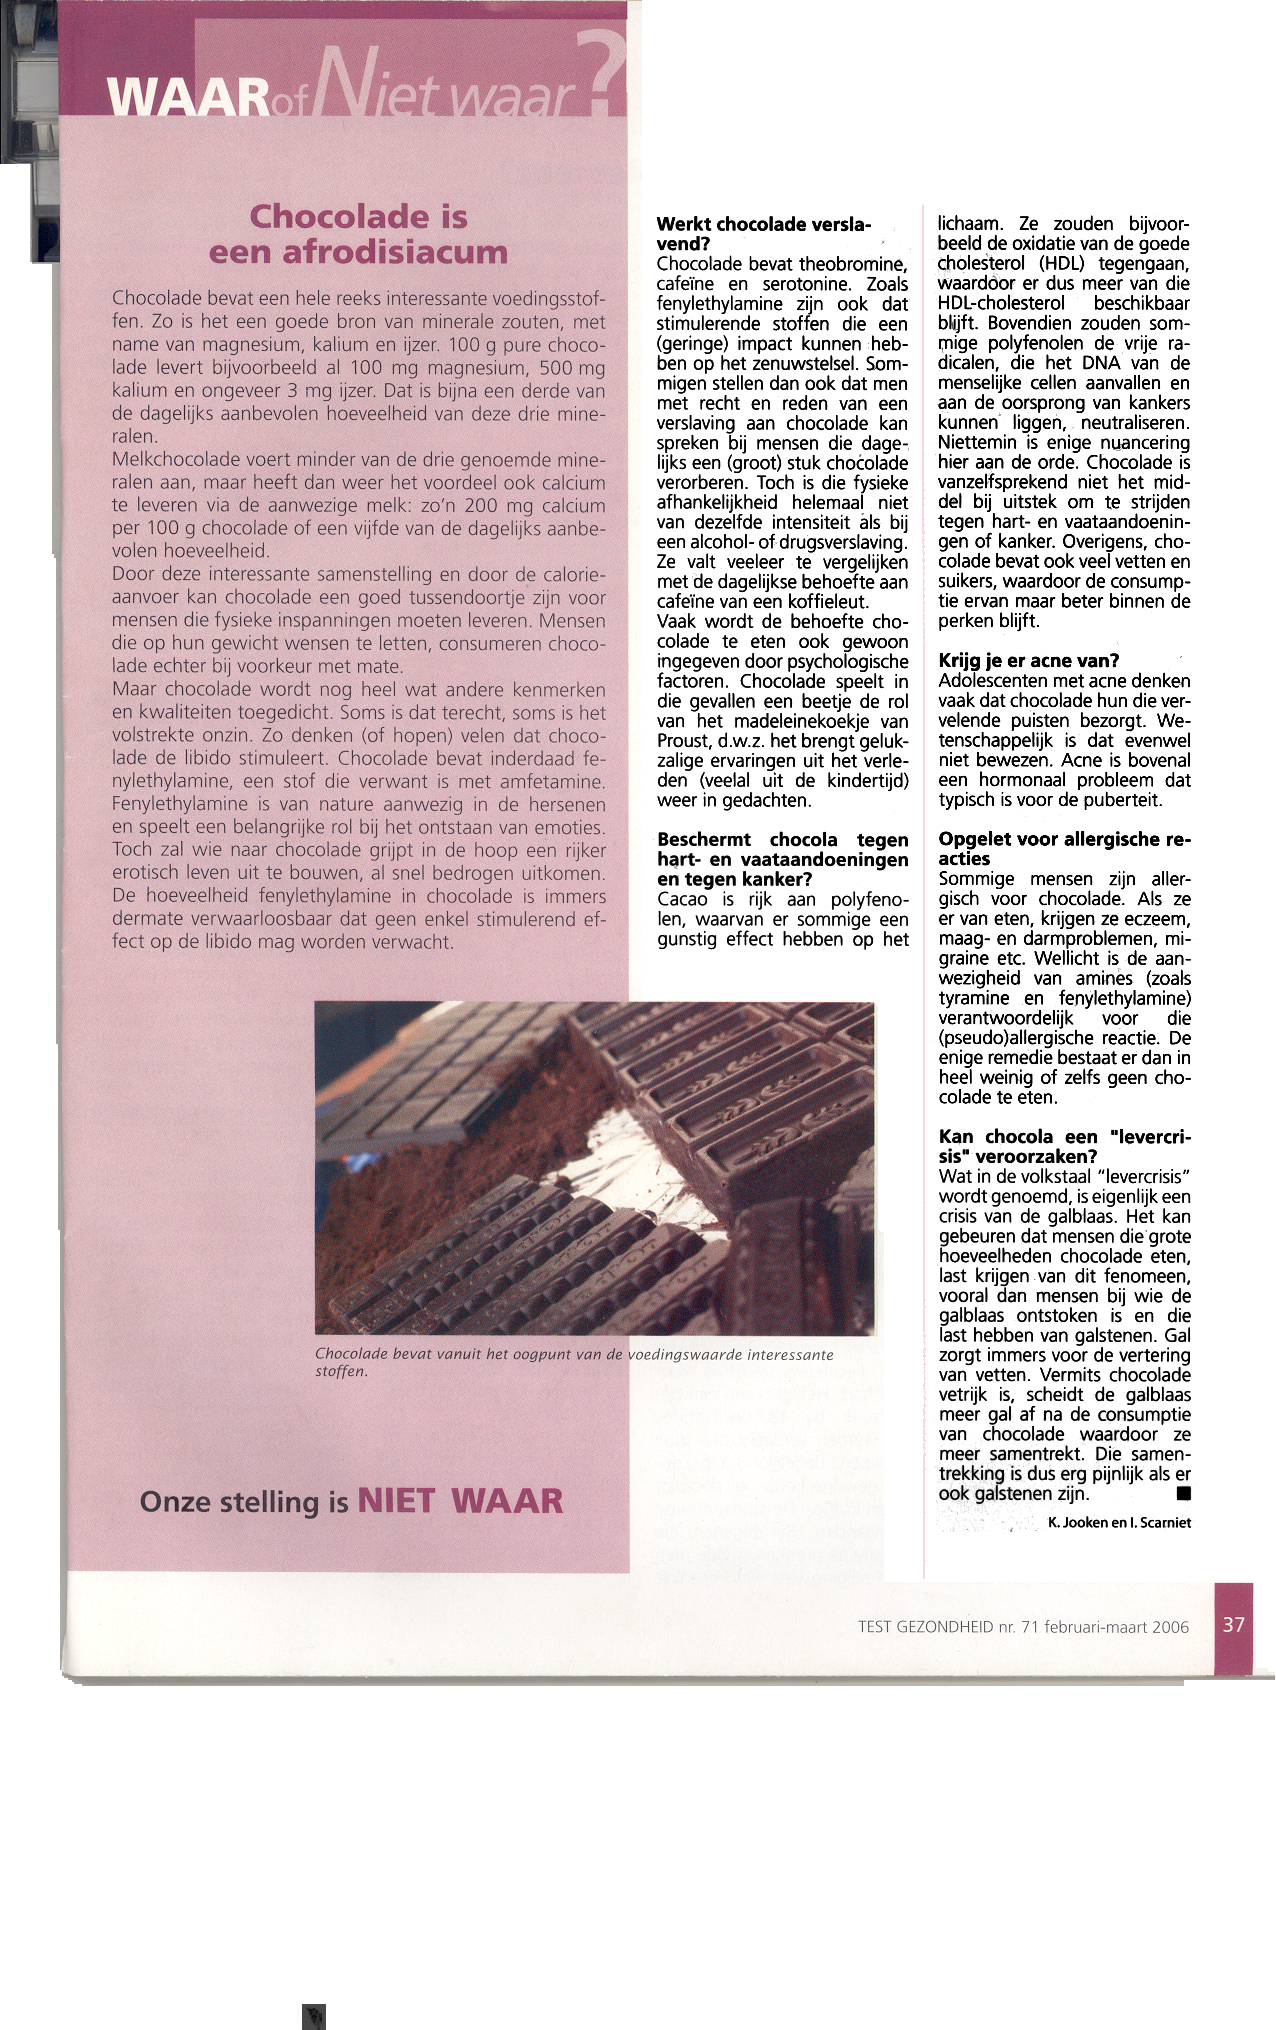 WAAR of Niet waar?
Chocolade is
een afrodisiacum
Chocolade bevat een hele reeks interessante voedingsstof-
fen. Zo is het een goede bron van minerale zouten, met
name van magnesium, kalium en ijzer. 100 g pure choco-
lade levert bijvoorbeeld al 100 mg magnesium, 500 mg
kalium en ongeveer 3 mg ijzer. Dat is bijna een derde van
de dagelijks aanbevolen hoeveelheid van deze drie mine-
ralen.
Melkchocolade voert minder van de drie genoemde mine-
ralen aan, maar heeft dan weer het voordeel ook calcium
te leveren via de aanwezige melk: zo'n 200 mg calcium
per 100 g chocolade of een vijfde van de dagelijks aanbe-
volen hoeveelheid.
Door deze interessante samenstelling en door de calorie-
aanvoer kan chocolade een goed tussendoortje zijn voor
mensen die fysieke inspanningen moeten leveren. Mensen
die op hun gewicht wensen te letten, consumeren choco-
lade echter bij voorkeur met mate.
Maar chocolade wordt nog heel wat andere kenmerken
en kwaliteiten toegedicht. Soms is dat terecht, soms is het
volstrekte onzin. Zo denken (of hopen) velen dat choco-
lade de libido stimuleert. Chocolade bevat inderdaad fe-
nylethylamine, een stof die verwant is met amfetamine.
Fenylethylamine is van nature aanwezig in de hersenen
en speelt een belangrijke rol bij het ontstaan van emoties.
Toch zal wie naar chocolade grijpt in de hoop een rijker
erotisch leven uit te bouwen, al snel bedrogen uitkomen.
De hoeveelheid fenylethylamine in chocolade is immers
dermate verwaarloosbaar dat geen enkel stimulerend ef-
fect op de libido mag worden verwacht.
Chocolade bevat vanuit het oogpunt van de voedingswaarde interessante
stoffen.
Onze stelling is NIET WAAR
Werkt chocolade versla-
vend?
Chocolade bevat theobromine,
cafeïne en serotonine. Zoals
fenylethylamine zijn ook dat
stimulerende stoffen die een
(geringe) impact kunnen heb-
ben op het zenuwstelsel. Som-
migen stellen dan ook dat men
met recht en reden van een
verslaving aan chocolade kan
spreken bij mensen die dage-
lijks een (groot) stuk chocolade
verorberen. Toch is die fysieke
afhankelijkheid helemaal niet
van dezelfde intensiteit als bij
een alcohol- of drugsverslaving.
Ze valt veeleer te vergelijken
met de dagelijkse behoefte aan
cafeïne van een koffieleut.
Vaak wordt de behoefte cho-
colade te eten ook gewoon
ingegeven door psychologische
factoren. Chocolade speelt in
die gevallen een beetje de rol
van het madeleinekoekje van
Proust, d.w.z. het brengt geluk-
zalige ervaringen uit het verle-
den (veelal uit de kindertijd)
weer in gedachten.
Beschermt chocola tegen
hart- en vaataandoeningen
en tegen kanker?
Cacao is rijk aan polyfeno-
len, waarvan er sommige een
gunstig effect hebben op het
lichaam. Ze zouden bijvoor-
beeld de oxidatie van de goede
cholesterol (HDL) tegengaan,
waardoor er dus meer van die
HDL-cholesterol beschikbaar
blijft. Bovendien zouden som-
mige polyfenolen de vrije ra-
dicalen, die het DNA van de
menselijke cellen aanvallen en
aan de oorsprong van kankers
kunnen liggen, neutraliseren.
Niettemin is enige nuancering
hier aan de orde. Chocolade is
vanzelfsprekend niet het mid-
del bij uitstek om te strijden
tegen hart- en vaataandoenin-
gen of kanker. Overigens, cho-
colade bevat ook veel vetten en
suikers, waardoor de consump-
tie ervan maar beter binnen de
perken blijft.
Krijg je er acne van?
Adolescenten met acne denken
vaak dat chocolade hun die ver-
velende puisten bezorgt. We-
tenschappelijk is dat evenwel
niet bewezen. Acne is bovenal
een hormonaal probleem dat
typisch is voor de puberteit.
Opgelet voor allergische re-
acties
Sommige mensen zijn aller-
gisch voor chocolade. Als ze
er van eten, krijgen ze eczeem,
maag- en darmproblemen, mi-
graine etc. Wellicht is de aan-
wezigheid van amines (zoals
tyramine en fenylethylamine)
verantwoordelijk voor die
(pseudo)allergische reactie. De
enige remedie bestaat er dan in
heel weinig of zelfs geen cho-
colade te eten.
Kan chocola een "levercri-
sis" veroorzaken?
Wat in de volkstaal "levercrisis"
wordt genoemd, is eigenlijk een
crisis van de galblaas. Het kan
gebeuren dat mensen die grote
hoeveelheden chocolade eten,
last krijgen van dit fenomeen,
vooral dan mensen bij wie de
galblaas ontstoken is en die
last hebben van galstenen. Gal
zorgt immers voor de vertering
van vetten. Vermits chocolade
vetrijk is, scheidt de galblaas
meer gal af na de consumptie
van chocolade waardoor ze
meer samentrekt. Die samen-
trekking is dus erg pijnlijk als er
ook galstenen zijn. ■
K. Jooken en I. Scarniet
TEST GEZONDHEID nr. 71 februari-maart 2006 37